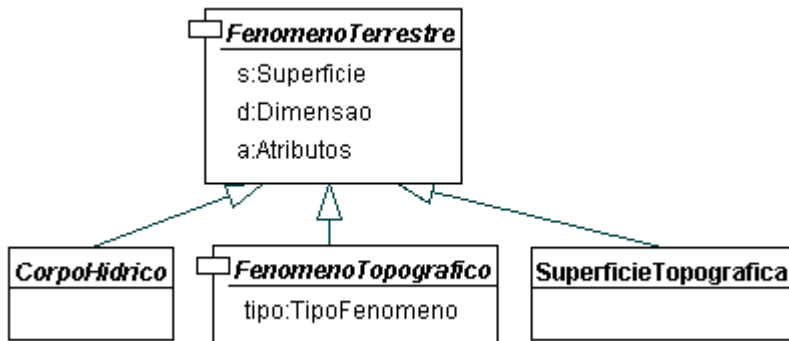 FenomenoTerrestre
s:Superficie
d:Dimensao
a:Atributos
CorpoHidrico
FenomenoTopografico
tipo:TipoFenomeno
SuperficieTopografica